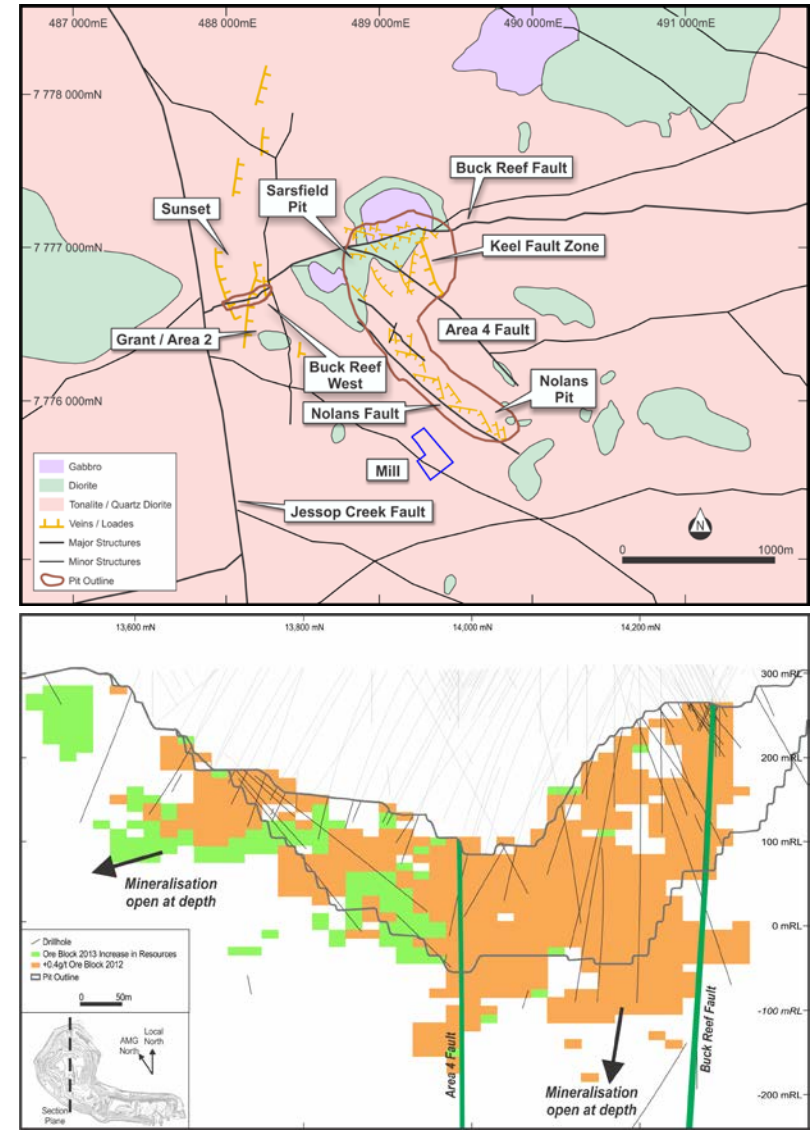 487 000mE
488 000mE
489 000mE
490 000mE
491 000mE
7 778 000mN
Buck Reef Fault
Sarsfield
Pit
Sunset
7 777 000mN
Keel Fault Zone
Area 4 Fault
Grant / Area 2
Buck Reef
West
Nolans
Pit
7 776 000mN
Nolans Fault
Mill
Jessop Creek Fault
Gabbro
Diorite
Tonalite / Quartz Diorite
Veins / Loades
Major Structures
Minor Structures
Pit Outline
N
0
1000m
13,600 mN
13,800 mN
14,000 mN
14,200 mN
300 mRL
200 mRL
100 mRL
Mineralisation
open at depth
0 mRL
Drillhole
Ore Block 2013 Increase in Resources
+0.4g/t Ore Block 2012
Pit Outline
0
50m
-100 mRL
Area 4 Fault
Buck Reef Fault
AMG
North
Local
North
Section
Plane
Mineralisation
open at depth
-200 mRL